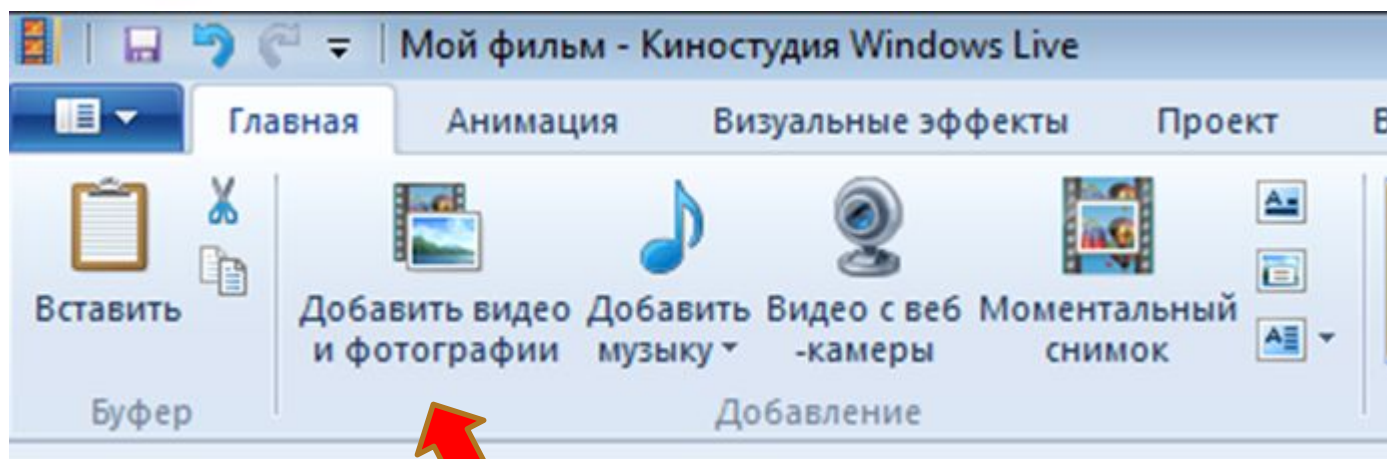 Мой фильм - Киностудия Windows Live
Главная Анимация Визуальные эффекты Проект
Вставить
Добавить видео и фотографии
Добавить музыку
Видео с веб-камеры
Моментальный снимок
Буфер
Добавление